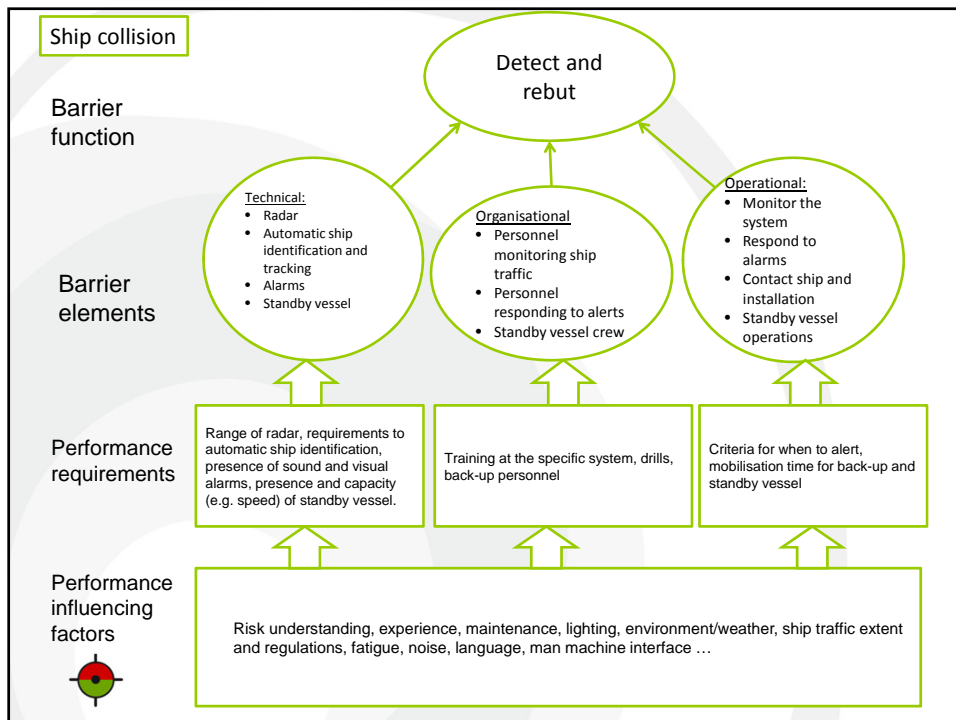 Ship collision
Detect and
rebut
Barrier
function
Technical:
• Radar
• Automatic ship
identification and
tracking
• Alarms
• Standby vessel
Organisational
• Personnel
monitoring ship
traffic
• Personnel
responding to alerts
• Standby vessel crew
Operational:
• Monitor the
system
• Respond to
alarms
• Contact ship and
installation
• Standby vessel
operations
Barrier
elements
Performance
requirements
Range of radar, requirements to
automatic ship identification,
presence of sound and visual
alarms, presence and capacity
(e.g. speed) of standby vessel.
Training at the specific system, drills,
back-up personnel
Criteria for when to alert,
mobilisation time for back-up and
standby vessel
Performance
influencing
factors
Risk understanding, experience, maintenance, lighting, environment/weather, ship traffic extent
and regulations, fatigue, noise, language, man machine interface …